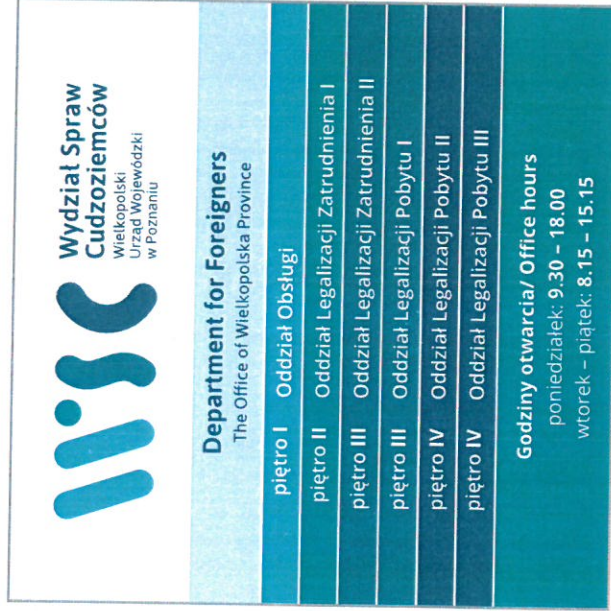 WSC
Wydział Spraw
Cudzoziemców
Wielkopolski
Urząd Wojewódzki
w Poznaniu
Department for Foreigners
The Office of Wielkopolska Province
piętro I Oddział Obsługi
piętro II Oddział Legalizacji Zatrudnienia I
piętro III Oddział Legalizacji Zatrudnienia II
piętro III Oddział Legalizacji Pobytu I
piętro IV Oddział Legalizacji Pobytu II
piętro IV Oddział Legalizacji Pobytu III
Godziny otwarcia/ Office hours
poniedziałek: 9.30 – 18.00
wtorek – piątek: 8.15 – 15.15